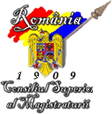 România
1909
Consiliul Superior
al Magistraturii